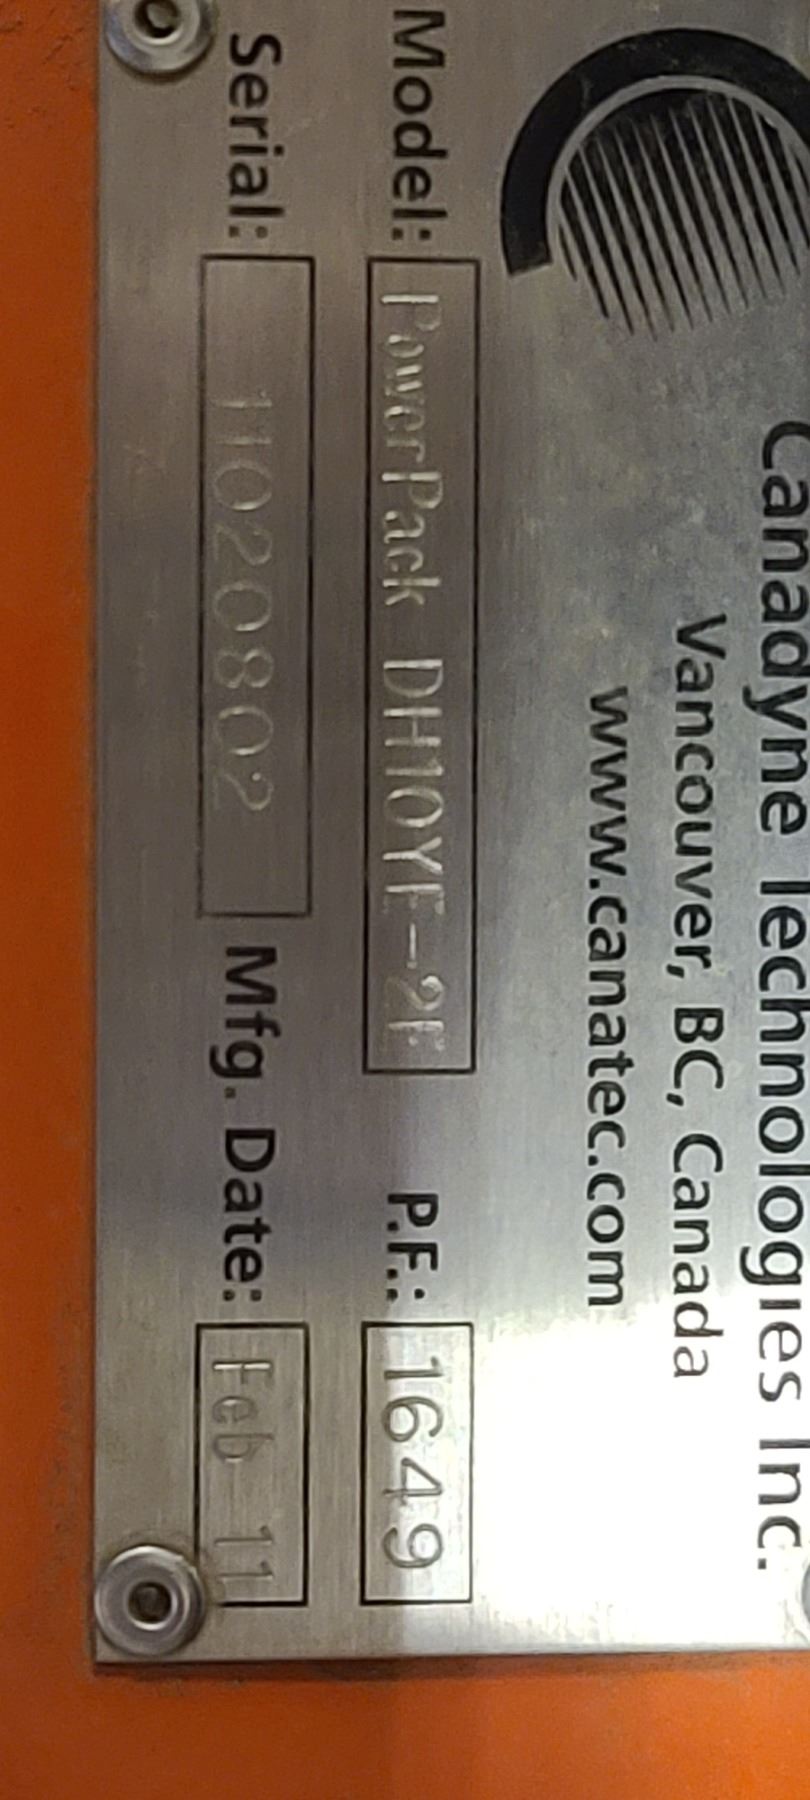 Canadyne Technologies Inc.
Vancouver, BC, Canada
www.canatec.com
Model: PowerPack DH10YE-2E P.F.: 1649
Serial: 11020802 Mfg. Date: Feb-11